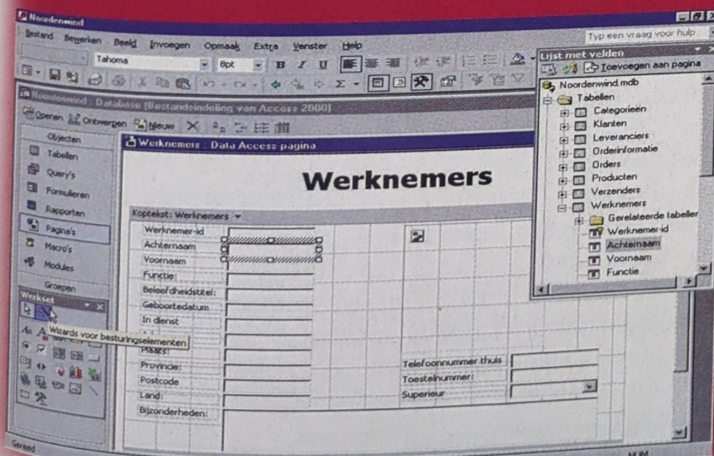 Noordenwind
Bestand Bewerken Beeld Invoegen Opmaak Extra Venster Help
Typ een vraag voor hulp
Tahoma 8pt B I U
Lijst met velden
Toevoegen aan pagina
Noordenwind.mdb
Tabellen
Categorieën
Klanten
Leveranciers
Orderinformatie
Orders
Producten
Verzenders
Werknemers
Gerelateerde tabellen
Werknemer-id
Achternaam
Voornaam
Functie
Noordenwind : Database (Bestandsindeling van Access 2000)
Openen Ontwerpen Nieuw
Objecten
Tabellen
Query's
Formulieren
Rapporten
Pagina's
Macro's
Modules
Groepen
Werkset
Wizards voor besturingselementen
Werknemers : Data Access pagina
Werknemers
Koptekst: Werknemers
Werknemer-id
Achternaam
Voornaam
Functie:
Beleefdheidstitel:
Geboortedatum
In dienst
Plaats:
Provincie:
Postcode
Land:
Bijzonderheden:
Telefoonnummer thuis
Toestelnummer:
Superieur
Gereed
NUM